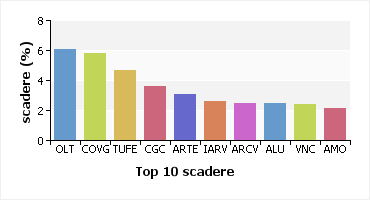 8
6
4
2
0
scadere (%)
OLT COVG TUFE CGC ARTE IARV ARCV ALU VNC AMO
Top 10 scadere